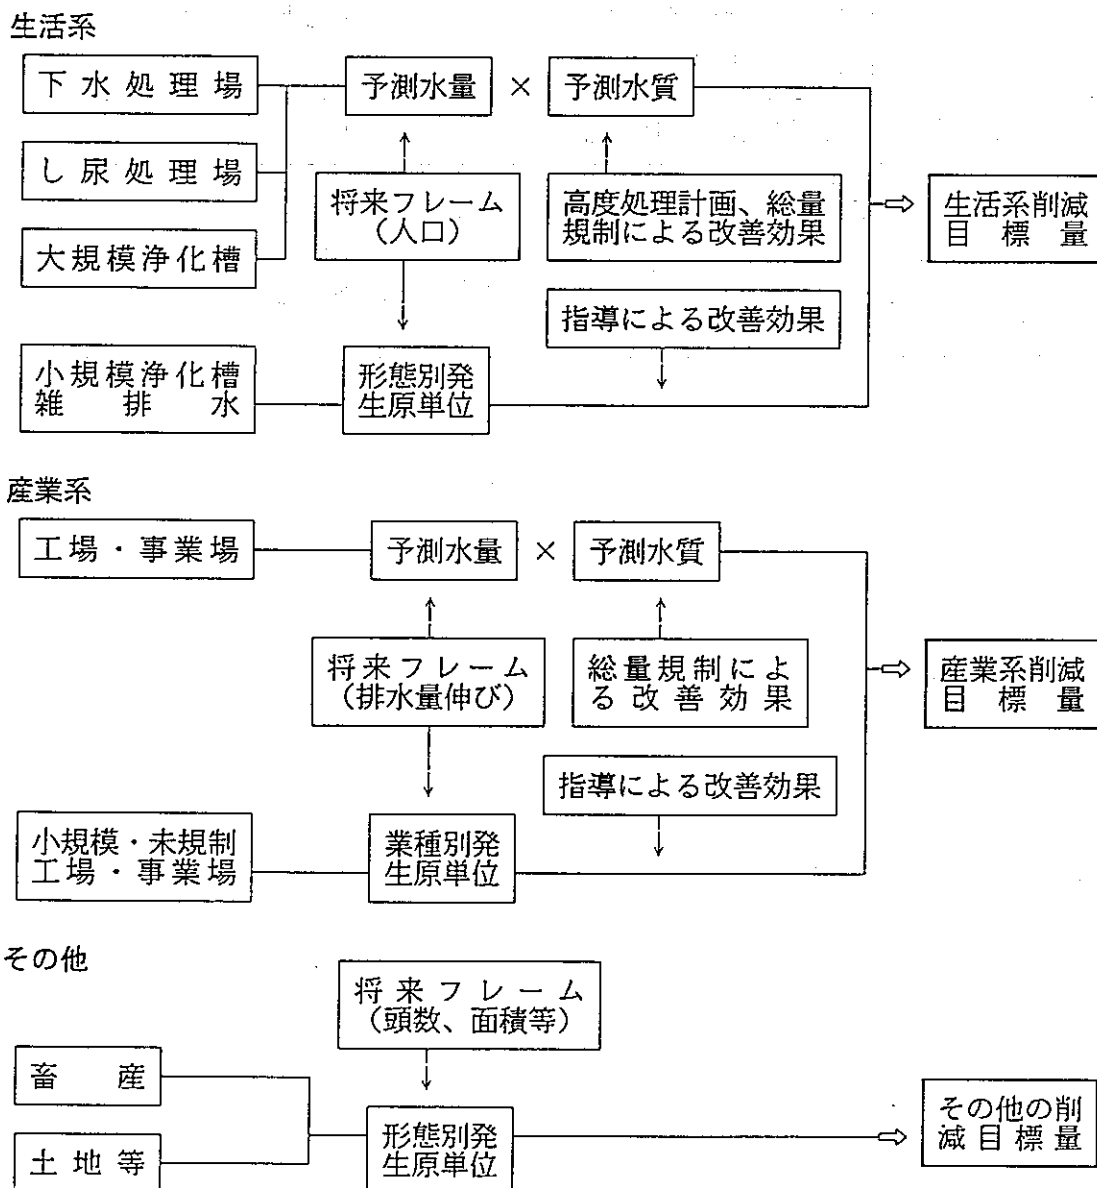 生活系
下水処理場
予測水量 × 予測水質
し尿処理場
将来フレーム
（人口）
高度処理計画、総量
規制による改善効果
生活系削減
目標量
大規模浄化槽
指導による改善効果
小規模浄化槽
雑排水
形態別発
生原単位
産業系
工場・事業場
予測水量 × 予測水質
将来フレーム
（排水量伸び）
総量規制によ
る改善効果
産業系削減
目標量
指導による改善効果
小規模・未規制
工場・事業場
業種別発
生原単位
その他
将来フレーム
（頭数、面積等）
畜産
土地等
形態別発
生原単位
その他の削
減目標量